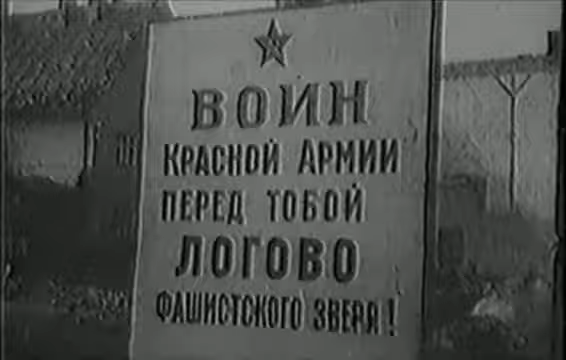 ВОИН
КРАСНОЙ АРМИИ
ПЕРЕД ТОБОЙ
ЛОГОВО
ФАШИСТСКОГО ЗВЕРЯ!